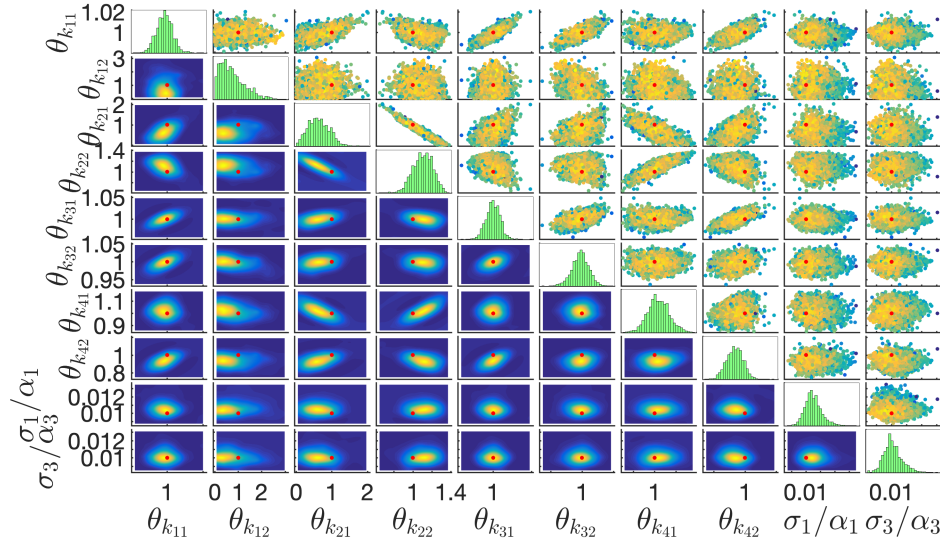 θk11 1.02 1
θk12 3 2 1
θk21 2 1
θk22 1.4 1
θk31 1.05 1
θk32 1.05 1 0.95
θk41 1.1 1 0.9
θk42 1 0.8
σ1/α1 0.012 0.01
σ3/α3 0.012 0.01
1 0 1 2 0 1 2 1 1.4 1 1 1 1 0.01 0.01
θk11 θk12 θk21 θk22 θk31 θk32 θk41 θk42 σ1/α1 σ3/α3